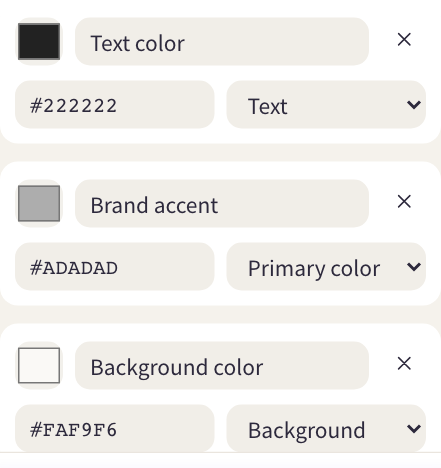 Text color
#222222 Text
Brand accent
#ADADAD Primary color
Background color
#FAF9F6 Background